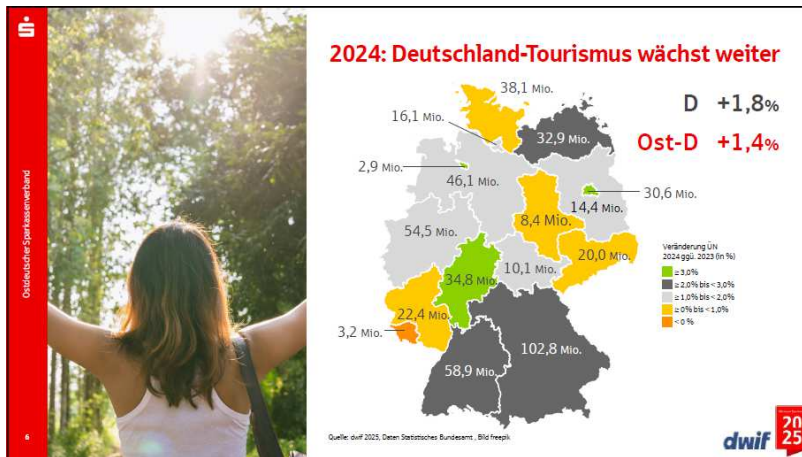 Ostdeutscher Sparkassenverband
6
2024: Deutschland-Tourismus wächst weiter
D +1,8%
Ost-D +1,4%
38,1 Mio.
16,1 Mio.
32,9 Mio.
2,9 Mio.
46,1 Mio.
30,6 Mio.
14,4 Mio.
8,4 Mio.
54,5 Mio.
20,0 Mio.
10,1 Mio.
34,8 Mio.
22,4 Mio.
3,2 Mio.
102,8 Mio.
58,9 Mio.
Veränderung ÜN
2024 ggü. 2023 (in %)
≥ 3,0%
≥ 2,0% bis < 3,0%
≥ 1,0% bis < 2,0%
≥ 0% bis < 1,0%
< 0 %
Quelle: dwif 2025, Daten Statistisches Bundesamt , Bild freepik
dwif
20
25